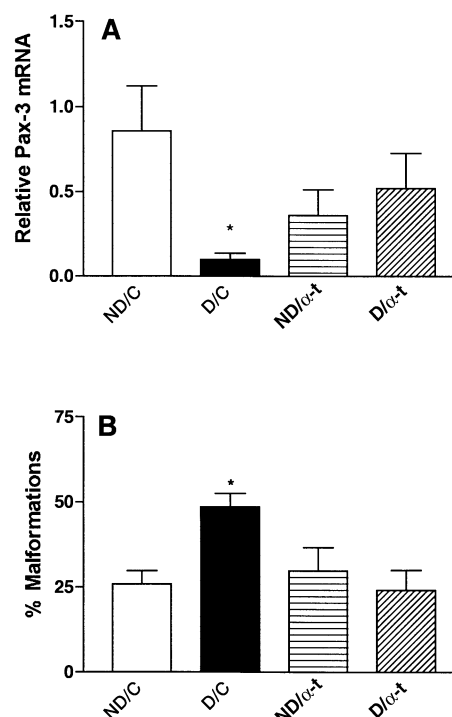 A
Relative Pax-3 mRNA
1.5
1.0
0.5
0.0
*
ND/C D/C ND/α-t D/α-t
B
% Malformations
75
50
25
0
*
ND/C D/C ND/α-t D/α-t